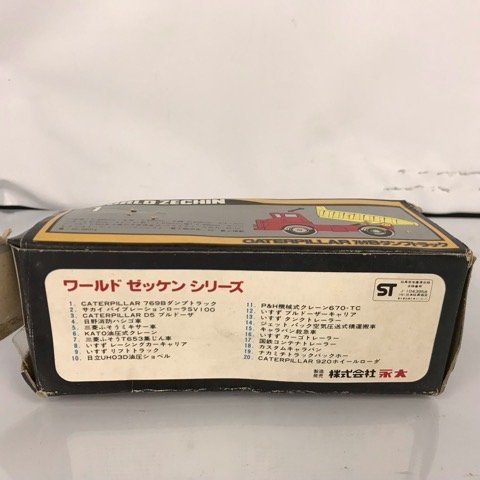 WORLD ZECHIN
CATERPILLAR 769Bダンプトラック
ワールド ゼッケン シリーズ
1. CATERPILLAR 769Bダンプトラック
2. サカイ バイブレーションローラSV100
3. CATERPILLAR D5 ブルドーザ
4. 日野消防ハシゴ車
5. 三菱ふそうミキサー車
6. KATO油圧式クレーン
7. 三菱ふそうT653集じん車
8. いすゞ レーシングカーキャリア
9. いすゞ リフトトラック
10. 日立UH03D油圧ショベル
11. P&H機械式クレーン670-TC
12. いすゞ ブルドーザーキャリア
13. いすゞ タンクトレーラー
14. ジェット パック空気圧送式積運搬車
15. キャラバン救急車
16. いすゞ カーゴトレーラー
17. 国鉄コンテナトレーラー
18. カスタムキャラバン
19. ナカミチトラックバックホー
20. CATERPILLAR 920ホイールローダ
ST
製造
発売 株式会社 永大